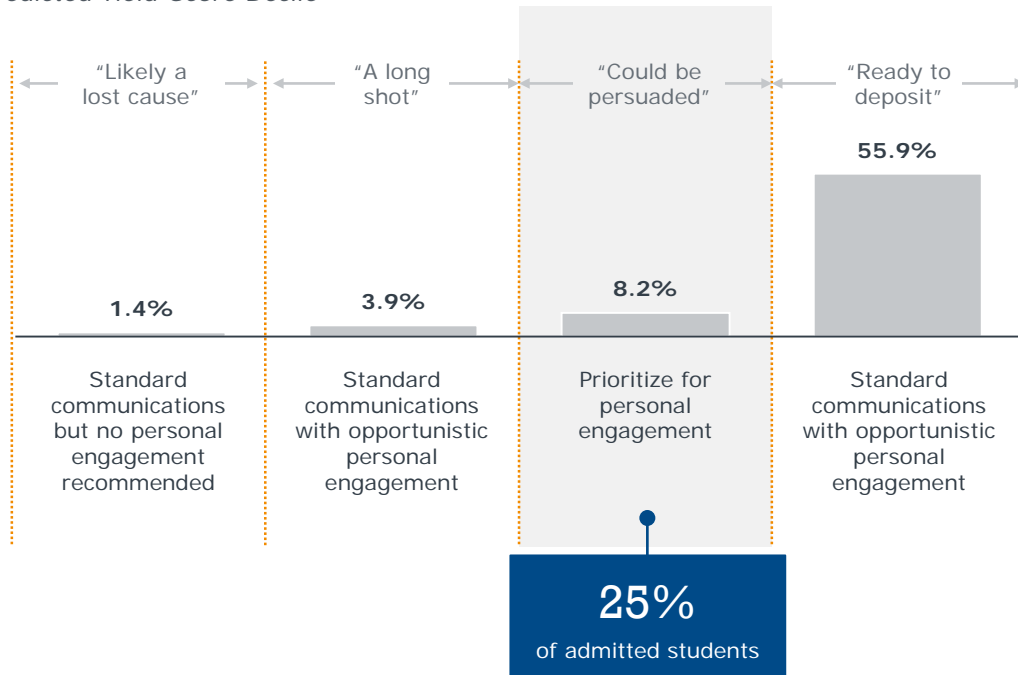 "Likely a
lost cause"
"A long
shot"
"Could be
persuaded"
"Ready to
deposit"
1.4%
3.9%
8.2%
55.9%
Standard
communications
but no personal
engagement
recommended
Standard
communications
with opportunistic
personal
engagement
Prioritize for
personal
engagement
Standard
communications
with opportunistic
personal
engagement
25%
of admitted students